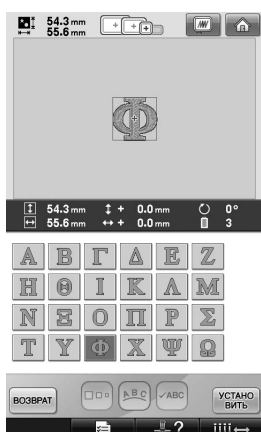 54.3 mm
55.6 mm
54.3 mm + 0.0 mm 0°
55.6 mm + 0.0 mm 3
Φ
Α Β Γ Δ Ε Ζ
Η Θ Ι Κ Λ Μ
Ν Ξ Ο Π Ρ Σ
Τ Υ Φ Χ Ψ Ω
ВОЗВРАТ ABC ✓ABC УСТАНО
ВИТЬ
?